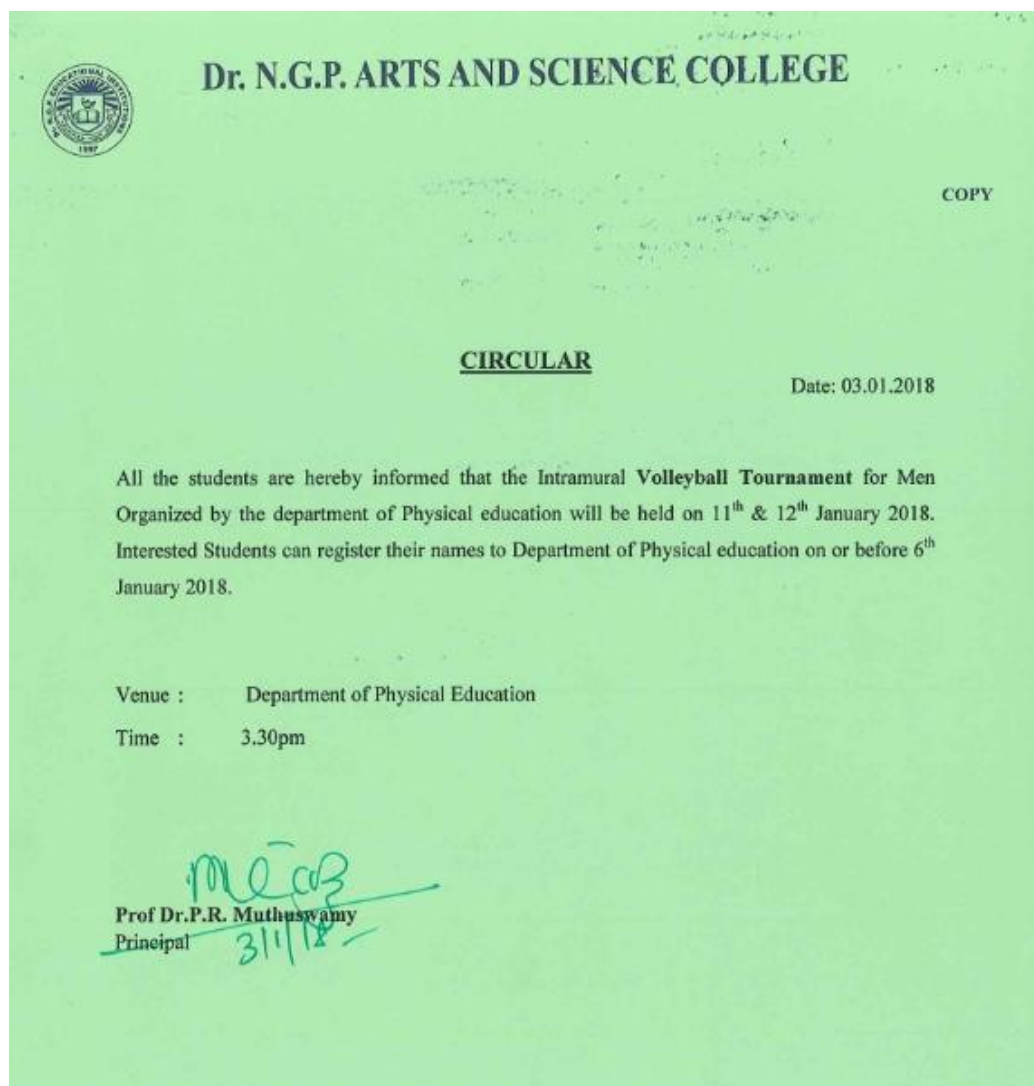 Dr. N.G.P. ARTS AND SCIENCE COLLEGE
1997
COPY
CIRCULAR
Date: 03.01.2018
All the students are hereby informed that the Intramural Volleyball Tournament for Men
Organized by the department of Physical education will be held on 11th & 12th January 2018.
Interested Students can register their names to Department of Physical education on or before 6th
January 2018.
Venue : Department of Physical Education
Time : 3.30pm
Prof Dr.P.R. Muthuswamy
Principal
3/1/18